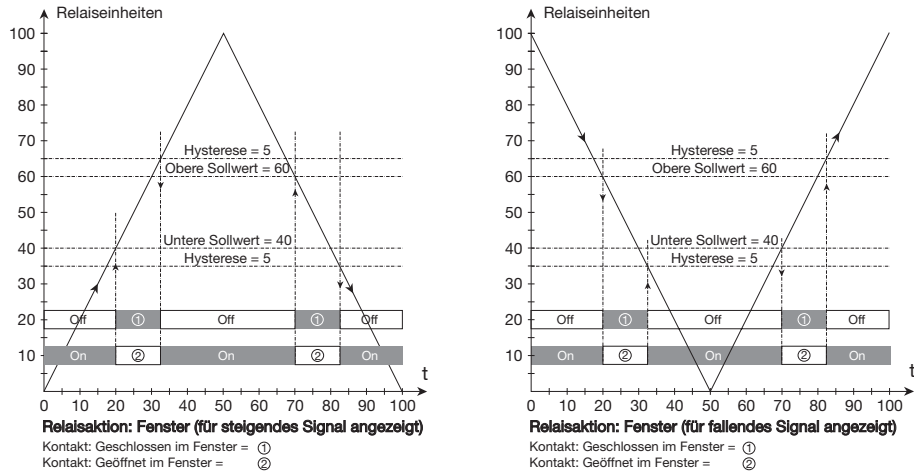 Relaiseinheiten
100
90
80
70
60
50
40
30
20
10
Hysterese = 5
Obere Sollwert = 60
Untere Sollwert = 40
Hysterese = 5
Off ① Off ① Off
On ② On ② On
t
0 10 20 30 40 50 60 70 80 90 100
Relaisaktion: Fenster (für steigendes Signal angezeigt)
Kontakt: Geschlossen im Fenster = ①
Kontakt: Geöffnet im Fenster = ②
Relaiseinheiten
100
90
80
70
60
50
40
30
20
10
Hysterese = 5
Obere Sollwert = 60
Untere Sollwert = 40
Hysterese = 5
Off ① Off ① Off
On ② On ② On
t
0 10 20 30 40 50 60 70 80 90 100
Relaisaktion: Fenster (für fallendes Signal angezeigt)
Kontakt: Geschlossen im Fenster = ①
Kontakt: Geöffnet im Fenster = ②